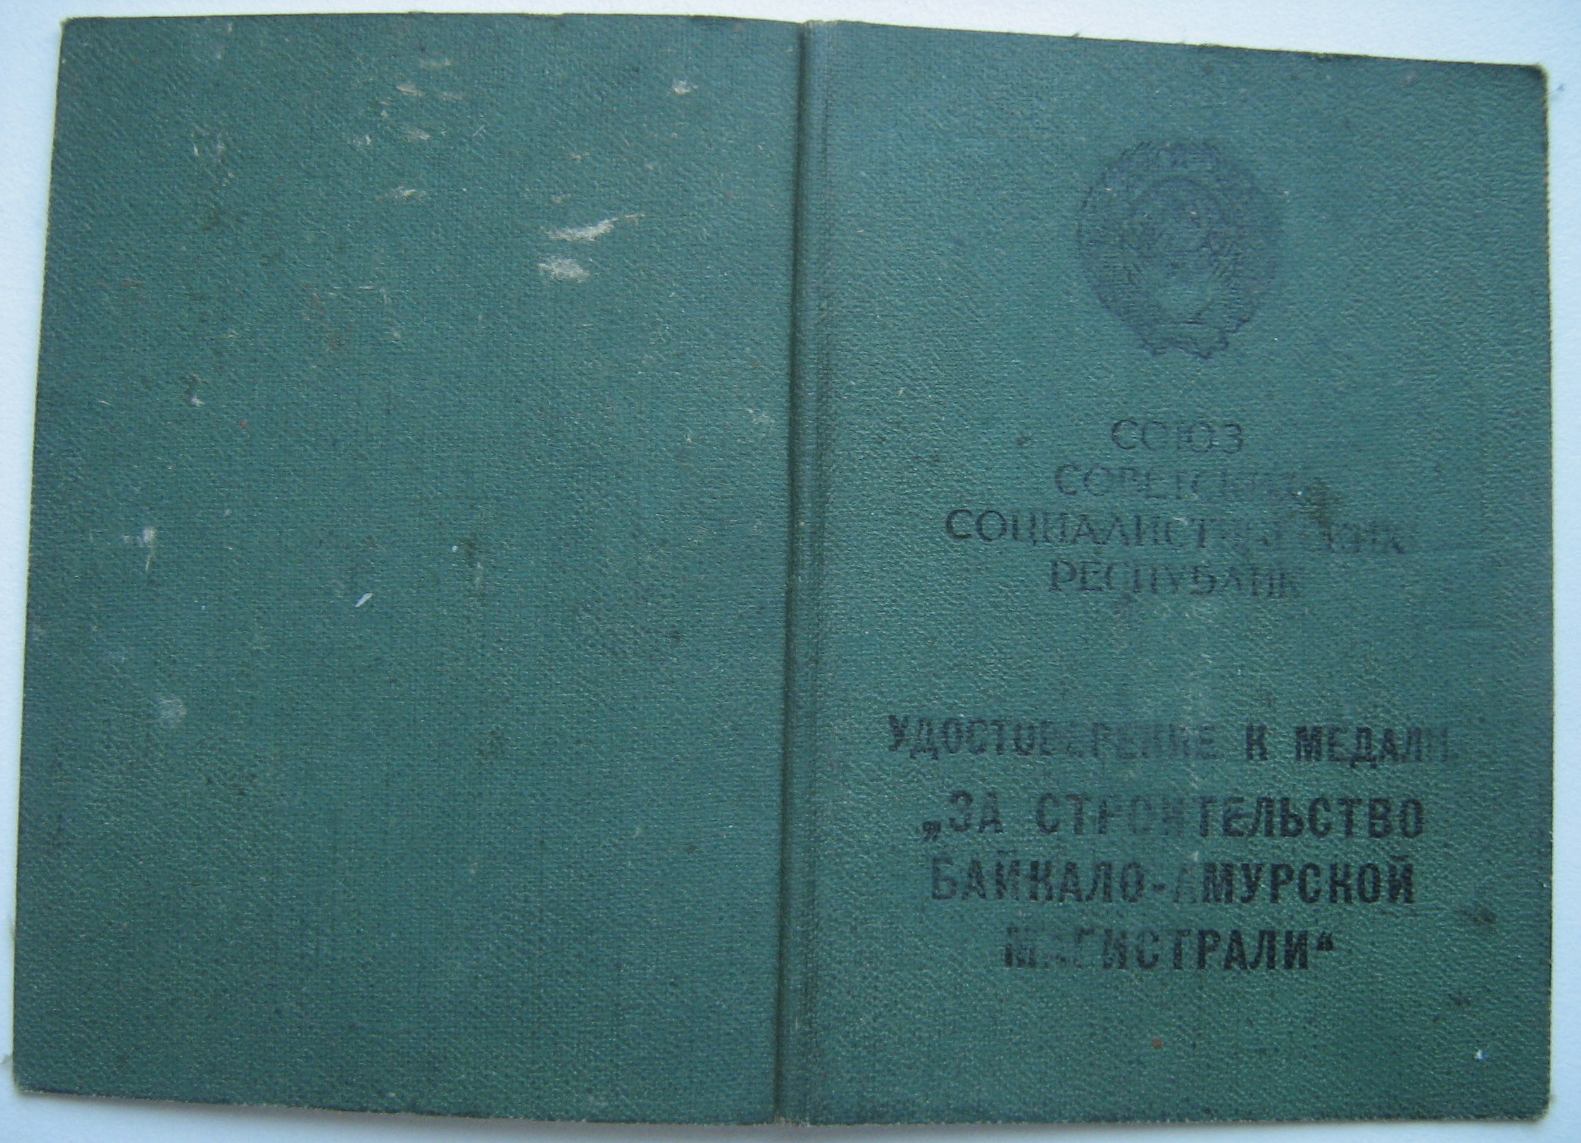 СОЮЗ
СОВЕТСКИХ
СОЦИАЛИСТИЧЕСКИХ
РЕСПУБЛИК
УДОСТОВЕРЕНИЕ К МЕДАЛИ
„ЗА СТРОИТЕЛЬСТВО
БАЙКАЛО-АМУРСКОЙ
МАГИСТРАЛИ“